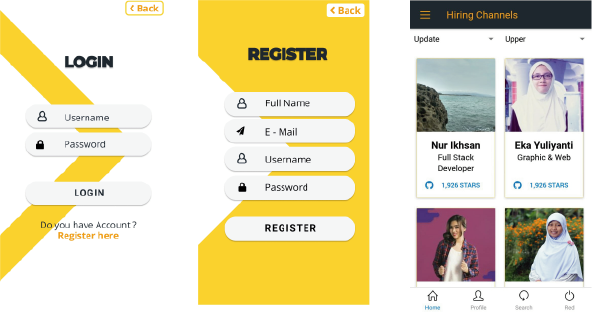 Back
LOGIN
Username
Password
LOGIN
Do you have Account ?
Register here
Back
REGISTER
Full Name
E - Mail
Username
Password
REGISTER
Hiring Channels
Update
Upper
Nur Ikhsan
Full Stack
Developer
1,926 STARS
Eka Yuliyanti
Graphic & Web
1,926 STARS
Home
Profile
Search
Red